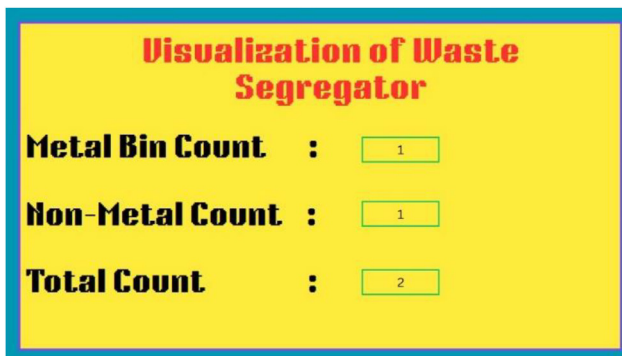 Visualization of Waste
Segregator
Metal Bin Count : 1
Non-Metal Count : 1
Total Count : 2